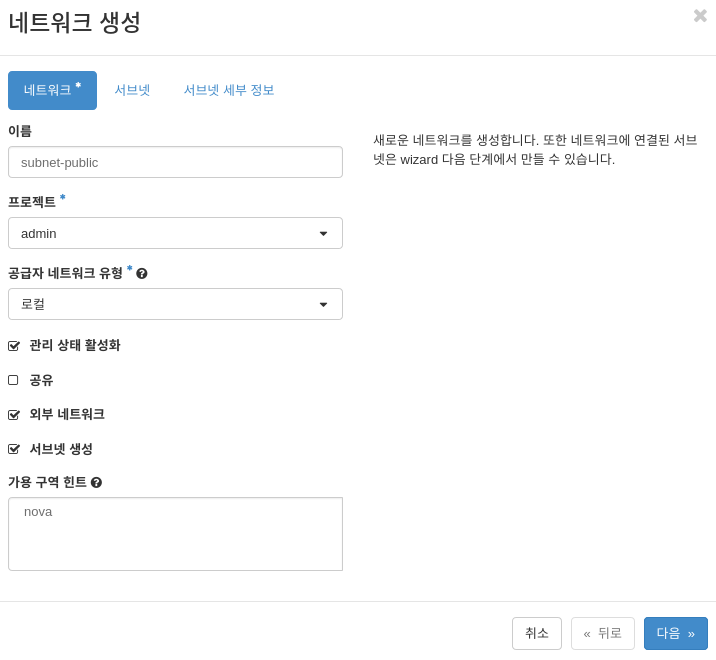 네트워크 생성
✖
네트워크 *
서브넷
서브넷 세부 정보
이름
subnet-public
프로젝트 *
admin
공급자 네트워크 유형 * ?
로컬
관리 상태 활성화
공유
외부 네트워크
서브넷 생성
가용 구역 힌트 ?
nova
새로운 네트워크를 생성합니다. 또한 네트워크에 연결된 서브
넷은 wizard 다음 단계에서 만들 수 있습니다.
취소
« 뒤로
다음 »